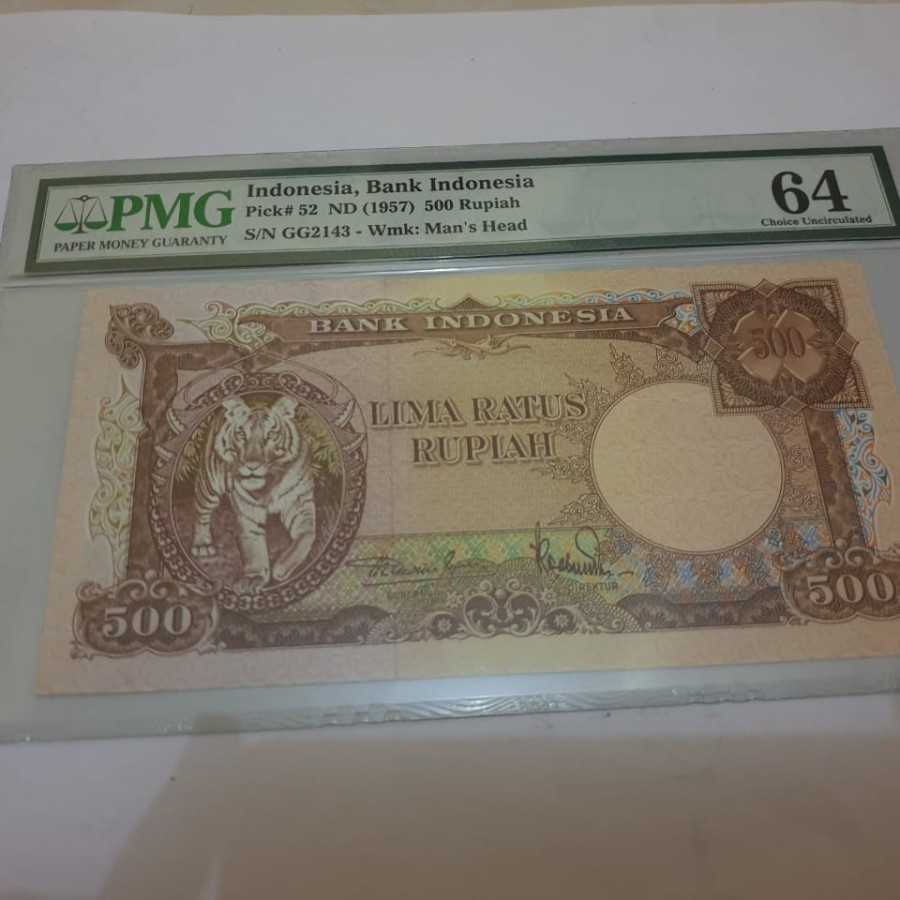 PMG
PAPER MONEY GUARANTY
Indonesia, Bank Indonesia
Pick# 52 ND (1957) 500 Rupiah
S/N GG2143 - Wmk: Man's Head
64
Choice Uncirculated
BANK INDONESIA
500
LIMA RATUS
RUPIAH
DIREKTUR
500
500